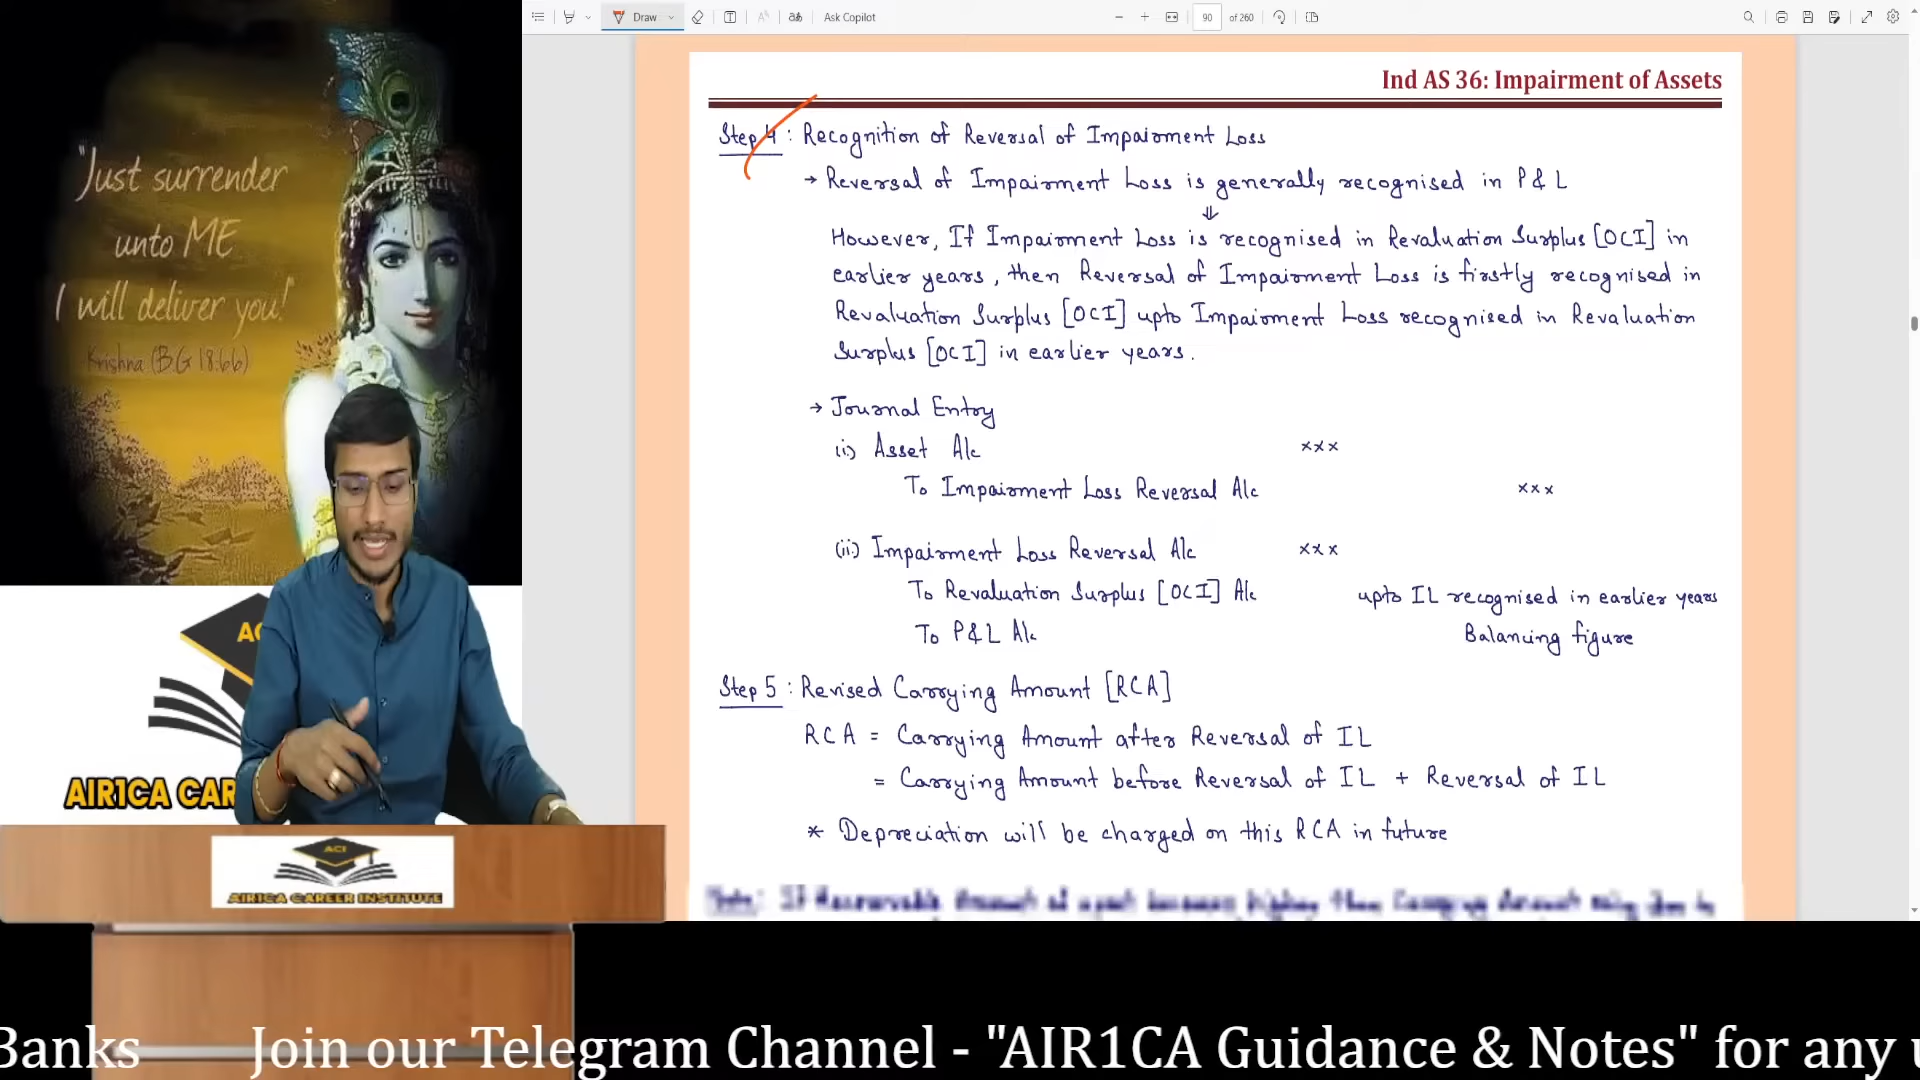 Draw
Ask Copilot
90 of 260
Ind AS 36: Impairment of Assets
"Just surrender
unto ME
I will deliver you!"
Krishna (B.G 18.66)
Step 4 : Recognition of Reversal of Impairment Loss
→ Reversal of Impairment Loss is generally recognised in P & L
⇓
However, If Impairment Loss is recognised in Revaluation Surplus [OCI] in
earlier years, then Reversal of Impairment Loss is firstly recognised in
Revaluation Surplus [OCI] upto Impairment Loss recognised in Revaluation
Surplus [OCI] in earlier years.
→ Journal Entry
(i) Asset A/c xxx
To Impairment Loss Reversal A/c xxx
(ii) Impairment Loss Reversal A/c xxx
To Revaluation Surplus [OCI] A/c upto IL recognised in earlier years
To P & L A/c Balancing figure
Step 5 : Revised Carrying Amount [RCA]
RCA = Carrying Amount after Reversal of IL
= Carrying Amount before Reversal of IL + Reversal of IL
* Depreciation will be charged on this RCA in future
AIR1CA CAR
ACI
AIR1CA CAREER INSTITUTE
Banks Join our Telegram Channel - "AIR1CA Guidance & Notes" for any